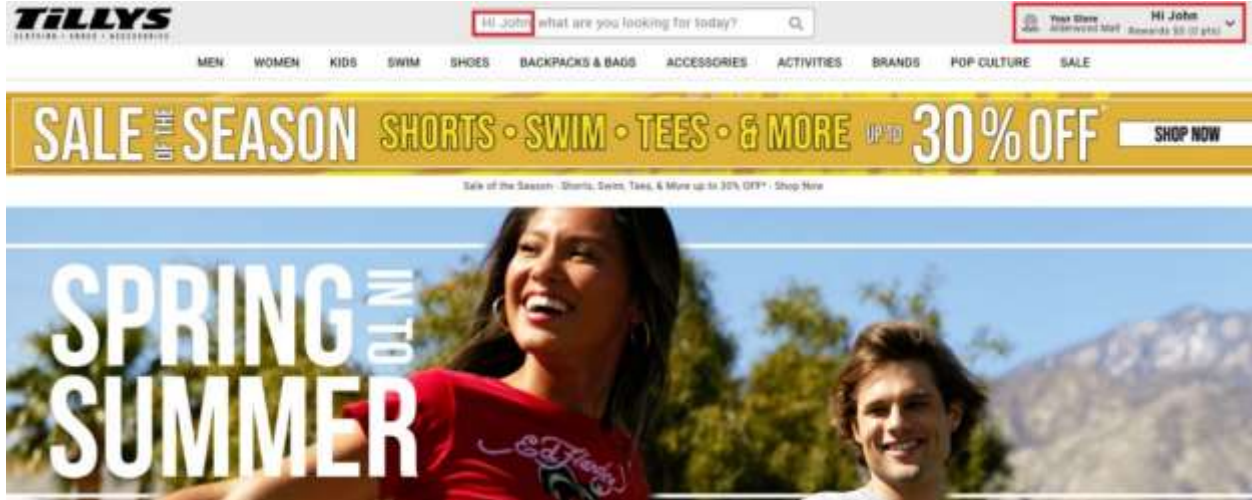 TILLYS
CLOTHING • SHOES • ACCESSORIES
Hi John what are you looking for today?
Your Store
Alderwood Mall
Hi John
Rewards $0 (0 pts)
MEN WOMEN KIDS SWIM SHOES BACKPACKS & BAGS ACCESSORIES ACTIVITIES BRANDS POP CULTURE SALE
SALE OF THE SEASON SHORTS • SWIM • TEES • & MORE UP TO 30% OFF* SHOP NOW
Sale of the Season - Shorts, Swim, Tees, & More up to 30% OFF* - Shop Now
SPRING INTO
SUMMER
Ed Hardy